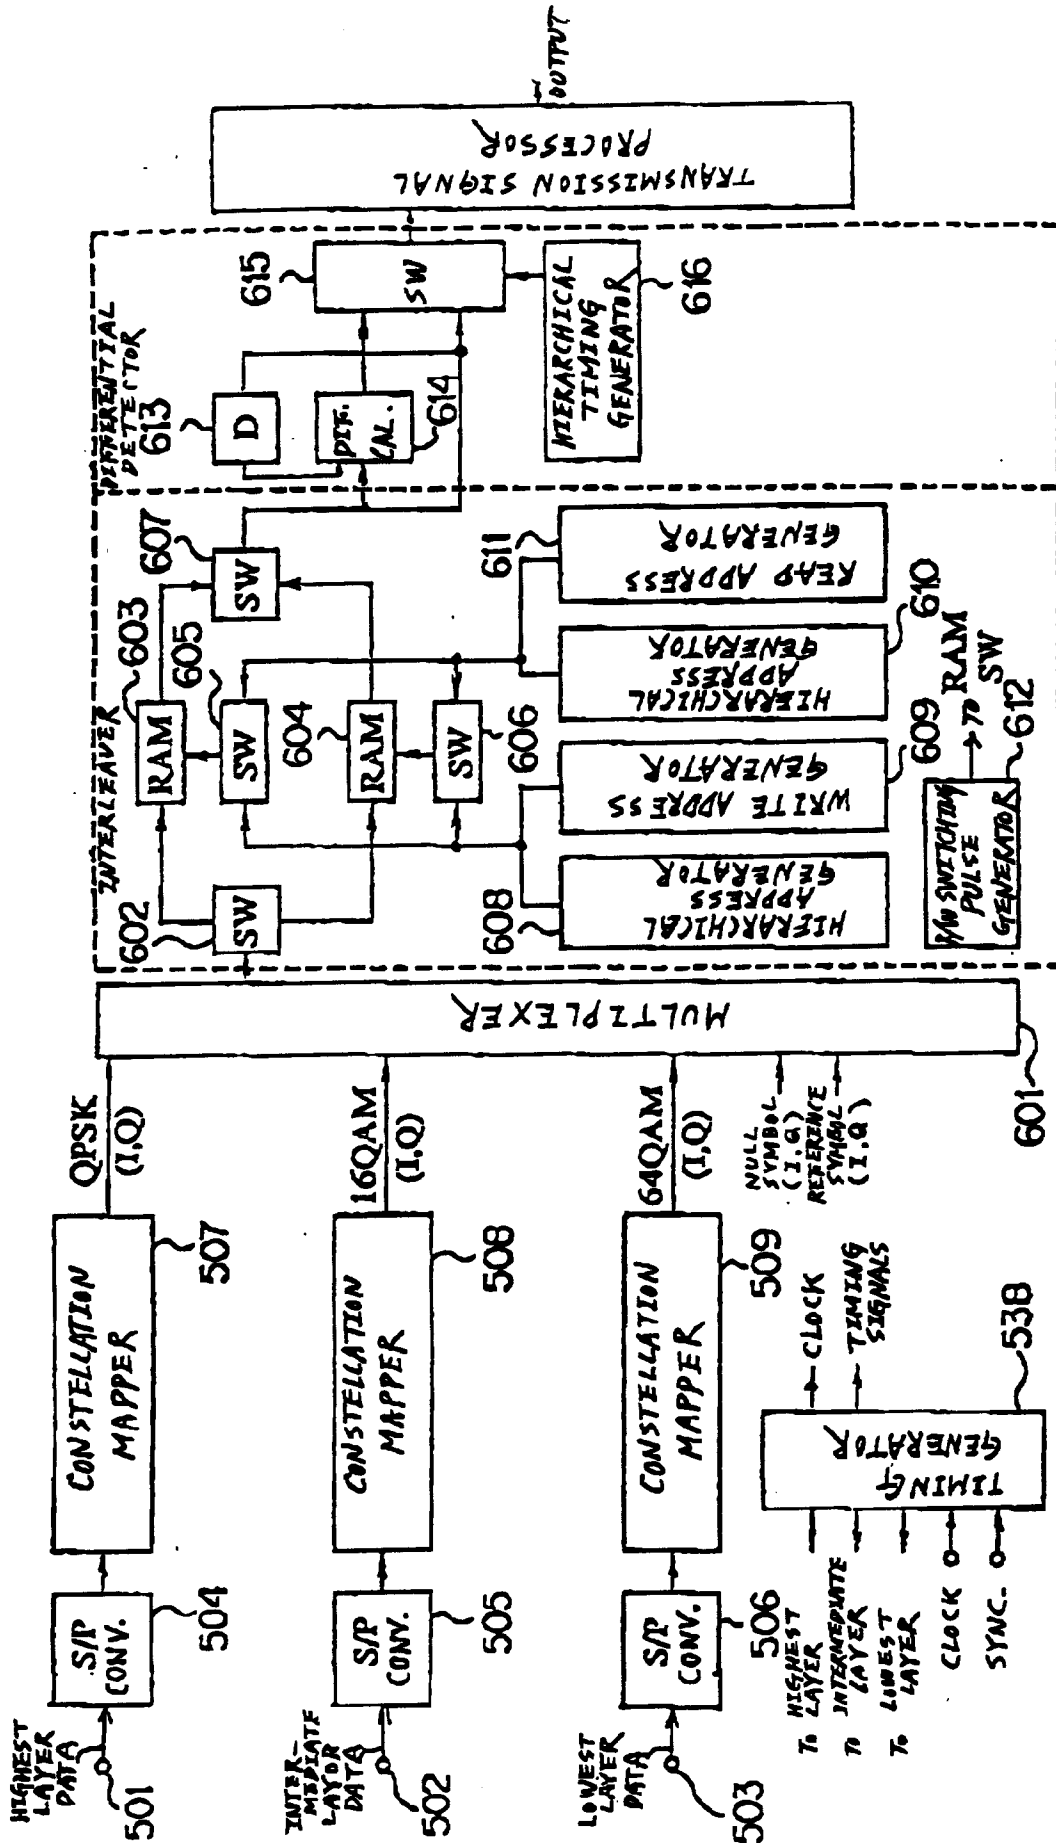 HIGHEST
LAYER
DATA
501
S/P
CONV.
504
CONSTELLATION
MAPPER
507
QPSK
(I,Q)
INTER-
MEDIATE
LAYOR
DATA
502
S/P
CONV.
505
CONSTELLATION
MAPPER
508
16QAM
(I,Q)
LOWEST
LAYER
DATA
503
S/P
CONV.
506
CONSTELLATION
MAPPER
509
64QAM
(I,Q)
NULL
SYMBOL
(I,Q)
REFERENCE
SYMBOL
(I,Q)
TO HIGHEST
LAYER
TO INTERMEDIATE
LAYER
TO LOWEST
LAYER
CLOCK
SYNC.
TIMING
GENERATOR
538
CLOCK
TIMING
SIGNALS
MULTIPLEXER
601
INTERLEAVER
602
SW
RAM
603
SW
605
RAM
604
SW
606
SW
607
HIERARCHICAL
ADDRESS
GENERATOR
608
WRITE ADDRESS
GENERATOR
609
HIERARCHICAL
ADDRESS
GENERATOR
610
READ ADDRESS
GENERATOR
611
R/W SWITCHING
PULSE
GENERATOR
612
TO RAM
SW
DIFFERENTIAL
DETECTOR
613
D
DIF.
CAL.
614
615
SW
HIERARCHICAL
TIMING
GENERATOR
616
TRANSMISSION SIGNAL
PROCESSOR
OUTPUT